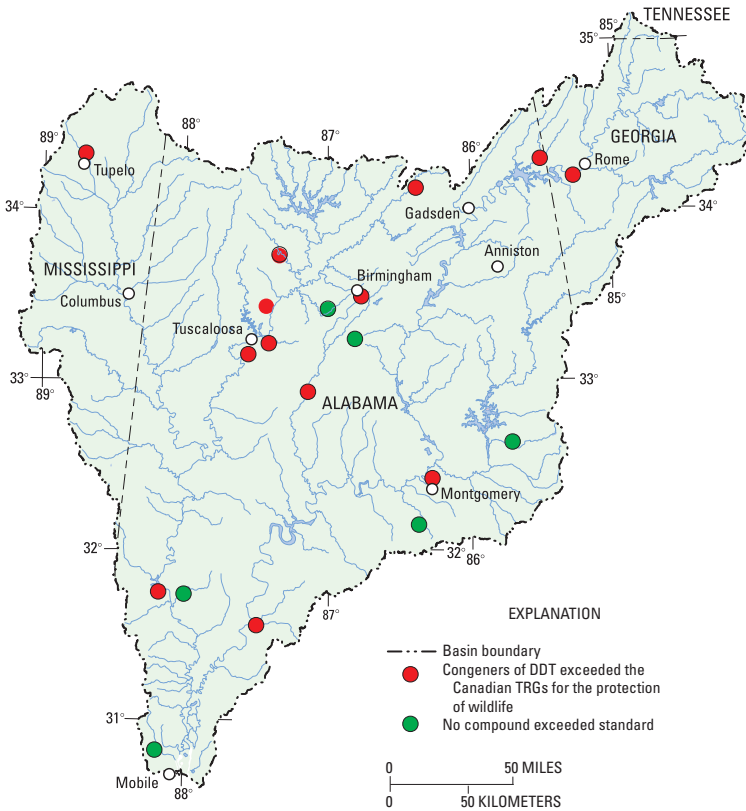 TENNESSEE
85°
35°
GEORGIA
Rome
89°
88°
87°
86°
Tupelo
34°
Gadsden
34°
Anniston
MISSISSIPPI
Birmingham
Columbus
85°
Tuscaloosa
33°
89°
33°
ALABAMA
Montgomery
32°
32°
86°
87°
EXPLANATION
Basin boundary
Congeners of DDT exceeded the
Canadian TRGs for the protection
of wildlife
No compound exceeded standard
31°
Mobile
88°
0 50 MILES
0 50 KILOMETERS